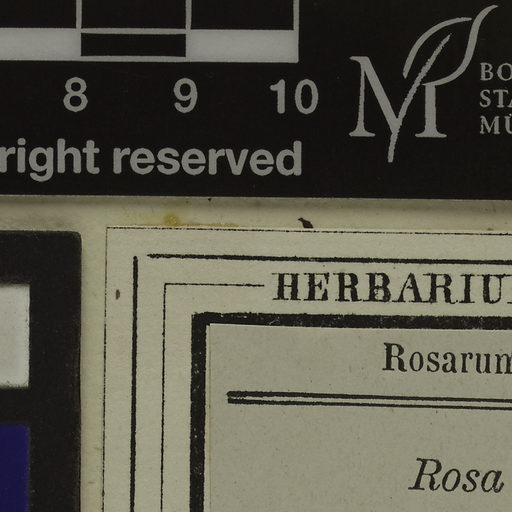 8 9 10
right reserved
M
BO
STA
MÜ
HERBARIU
Rosarum
Rosa